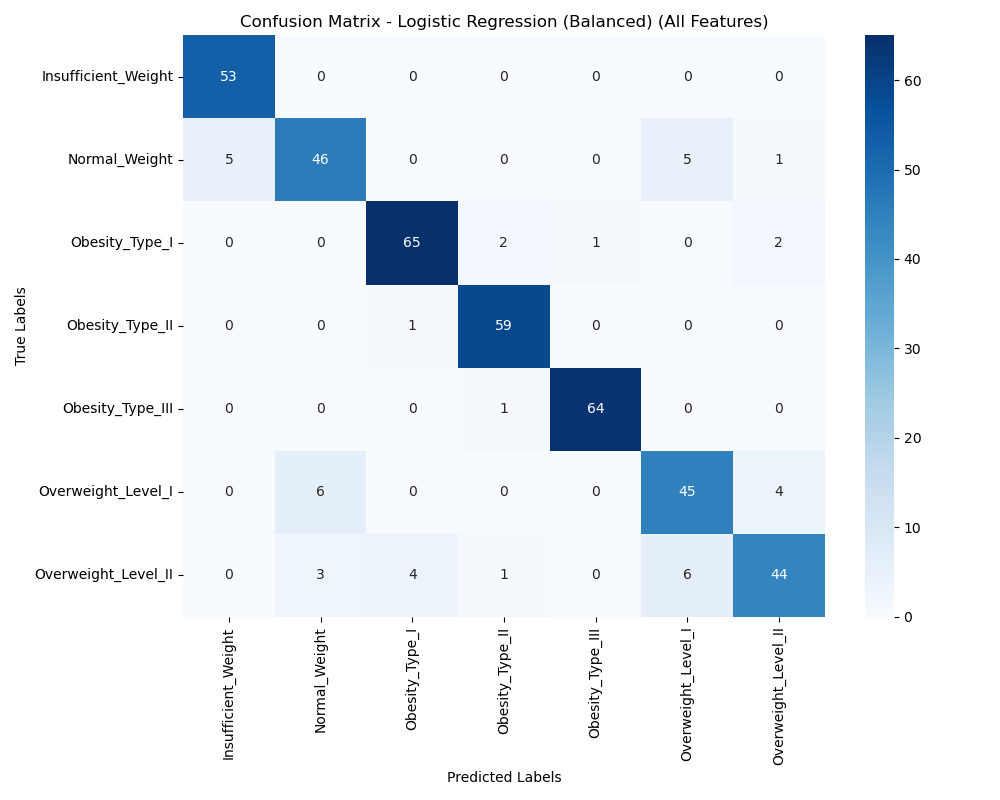 Confusion Matrix - Logistic Regression (Balanced) (All Features)
True Labels
Insufficient_Weight 53 0 0 0 0 0 0
Normal_Weight 5 46 0 0 0 5 1
Obesity_Type_I 0 0 65 2 1 0 2
Obesity_Type_II 0 0 1 59 0 0 0
Obesity_Type_III 0 0 0 1 64 0 0
Overweight_Level_I 0 6 0 0 0 45 4
Overweight_Level_II 0 3 4 1 0 6 44
Insufficient_Weight
Normal_Weight
Obesity_Type_I
Obesity_Type_II
Obesity_Type_III
Overweight_Level_I
Overweight_Level_II
Predicted Labels
60
50
40
30
20
10
0